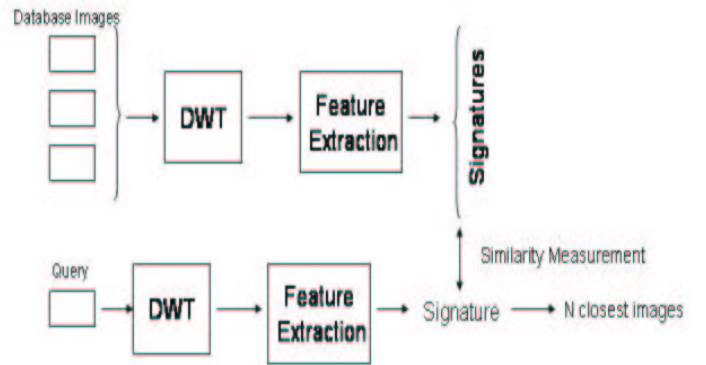 Database Images
DWT
Feature
Extraction
Signatures
Similarity Measurement
Query
DWT
Feature
Extraction
Signature
N closest images